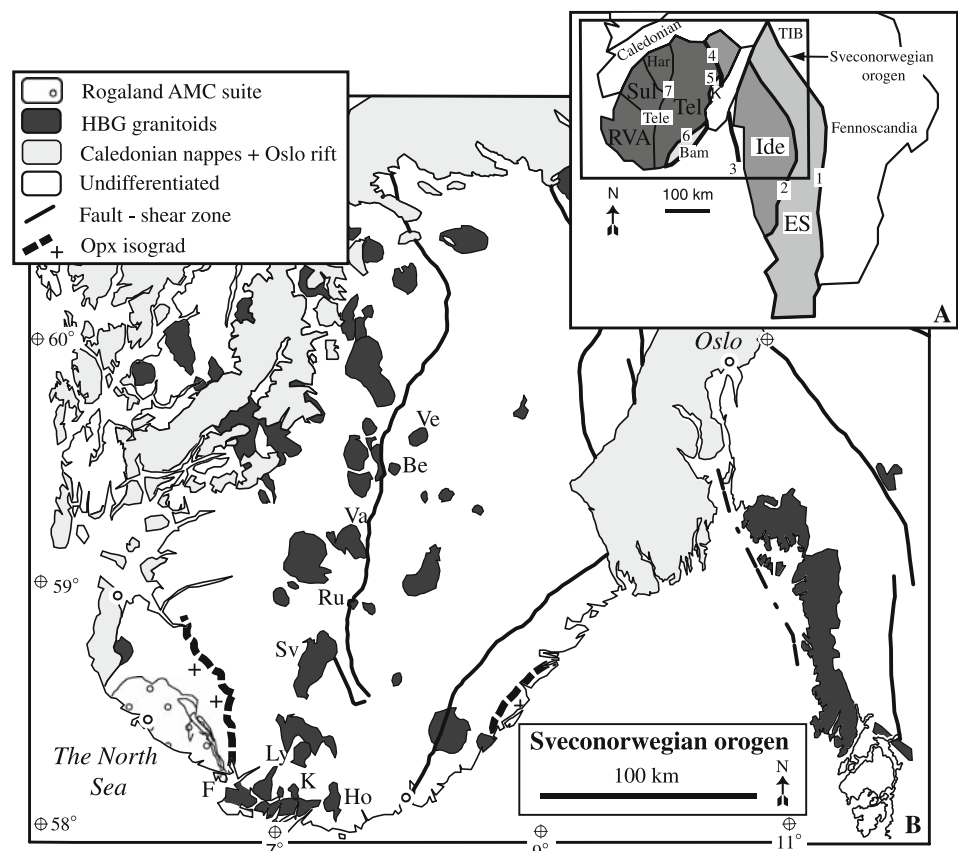 Rogaland AMC suite
HBG granitoids
Caledonian nappes + Oslo rift
Undifferentiated
Fault - shear zone
+ Opx isograd
Caledonian
TIB
Sveconorwegian
orogen
Har
4
Sul
7
5
K
Tel
Tele
Fennoscandia
RVA
6
Bam
Ide
3
2
1
N
100 km
ES
A
60°
Oslo
Ve
Be
Va
59°
Ru
Sv
+
+
+
The North
Sea
Ly
F
K
Ho
Sveconorwegian orogen
100 km
N
58°
B
7°
9°
11°